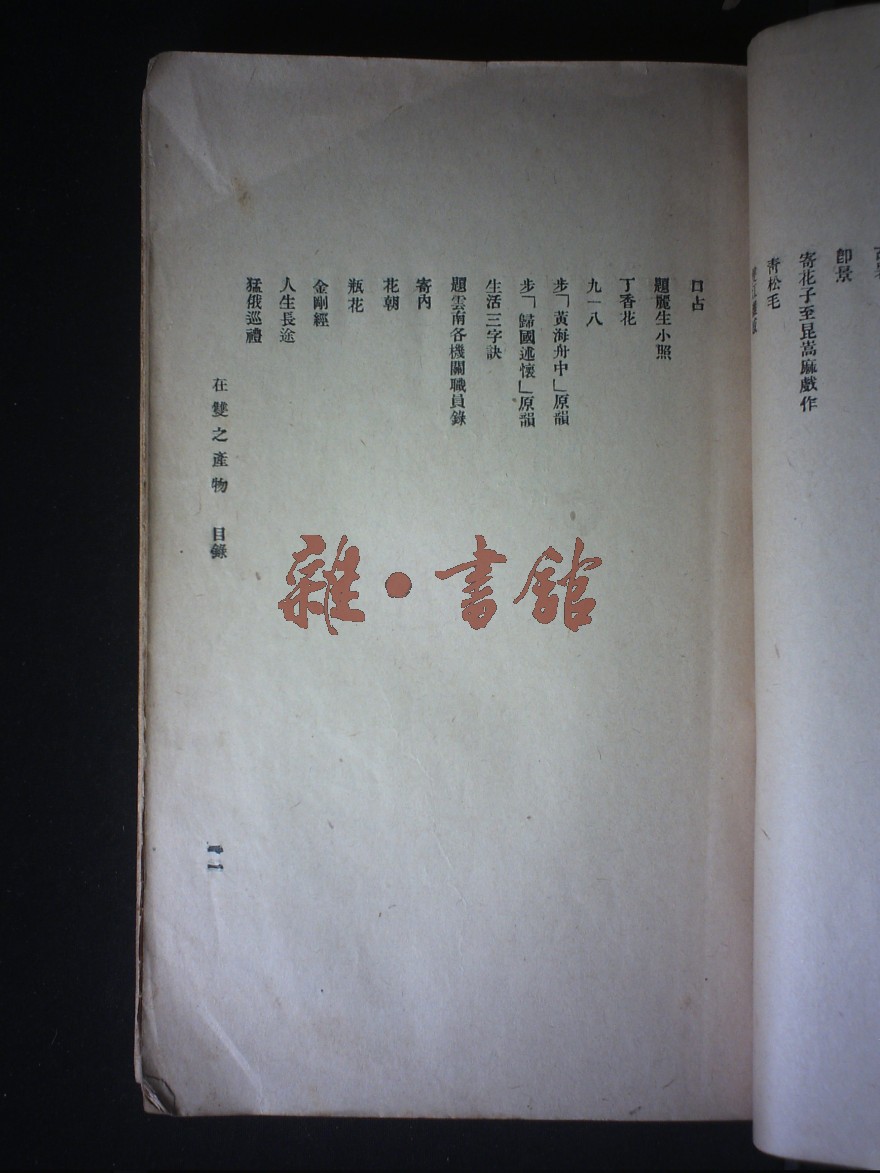 卽景
寄花子至昆嵩麻戲作
靑松毛
口占
題麗生小照
丁香花
九一八
步「黃海舟中」原韻
步「歸國述懷」原韻
生活三字訣
題雲南各機關職員錄
寄內
花朝
瓶花
金剛經
人生長途
猛俄巡禮
在雙之產物 目錄
雜·書館